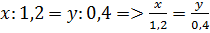 x: 1,2 = y: 0,4 => x/1,2 = y/0,4